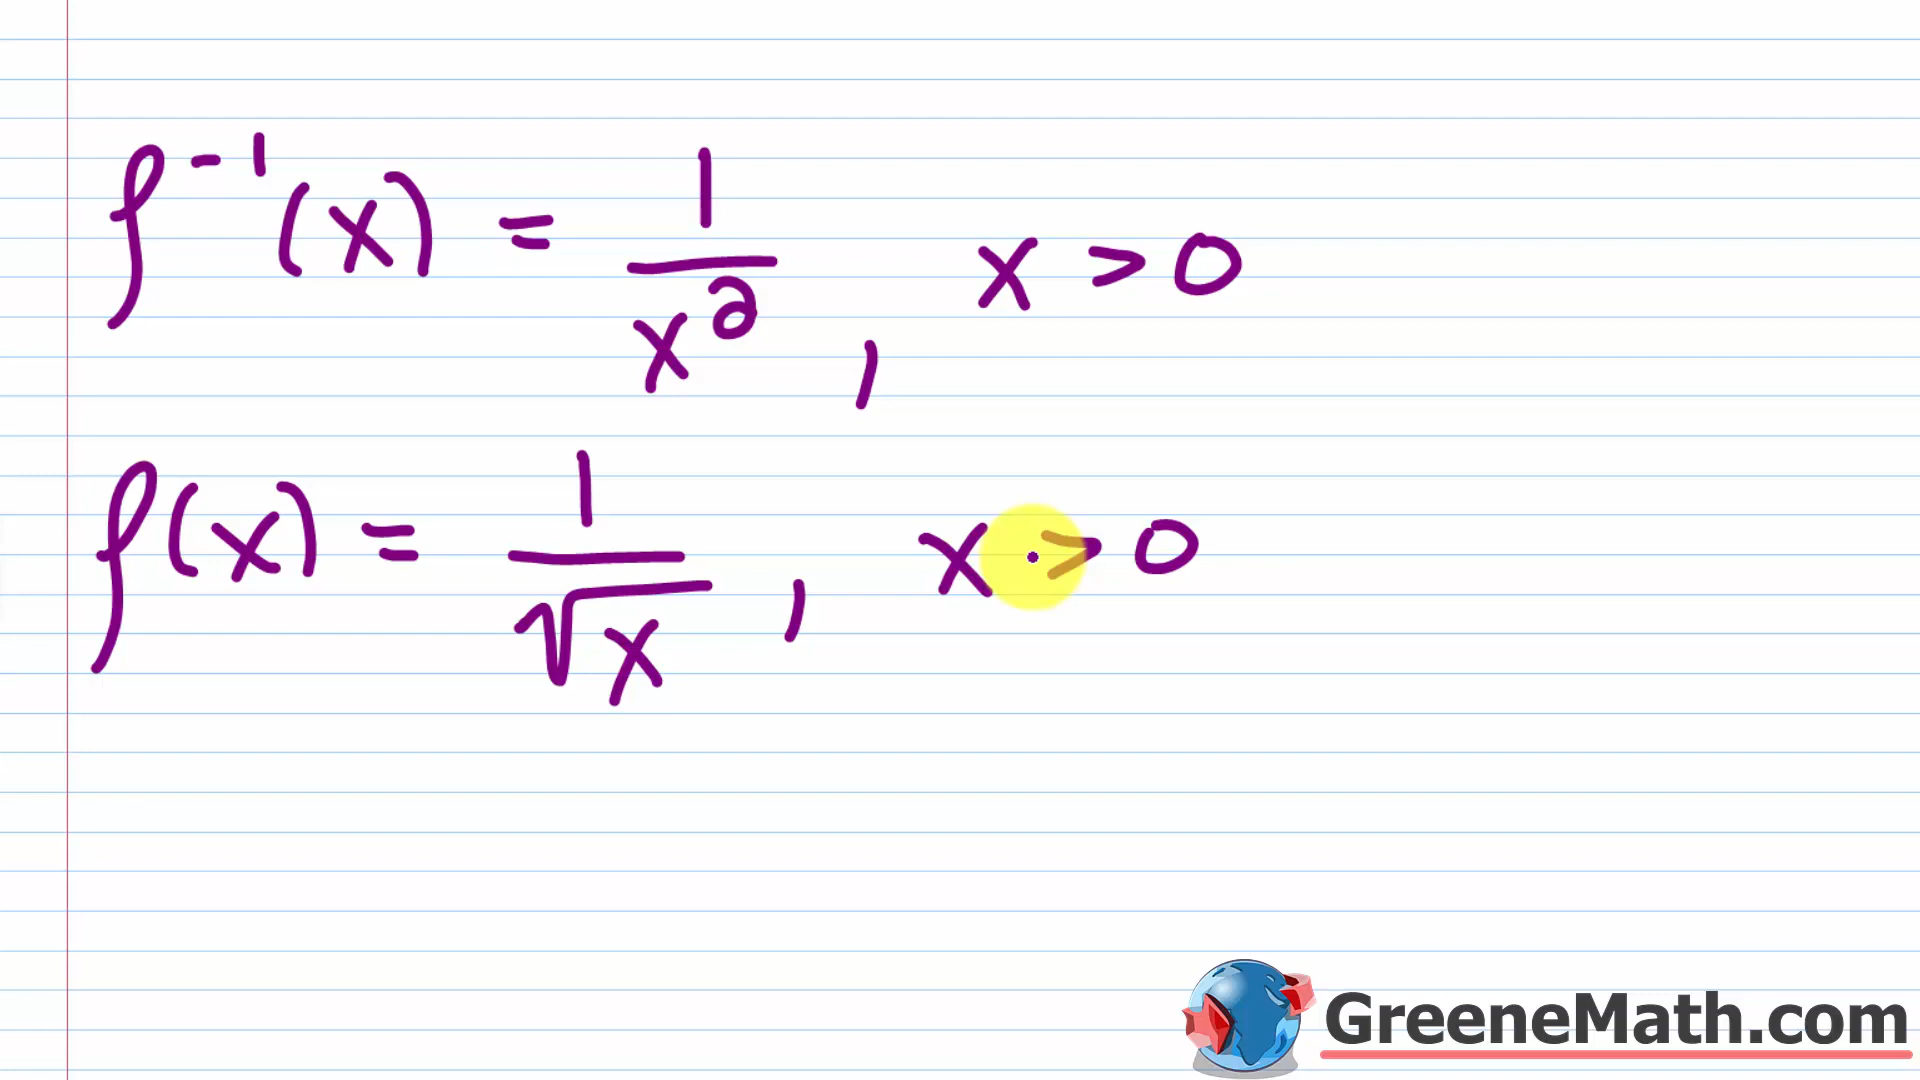 f⁻¹(x) = 1/x², x > 0
f(x) = 1/√x, x > 0
GreeneMath.com